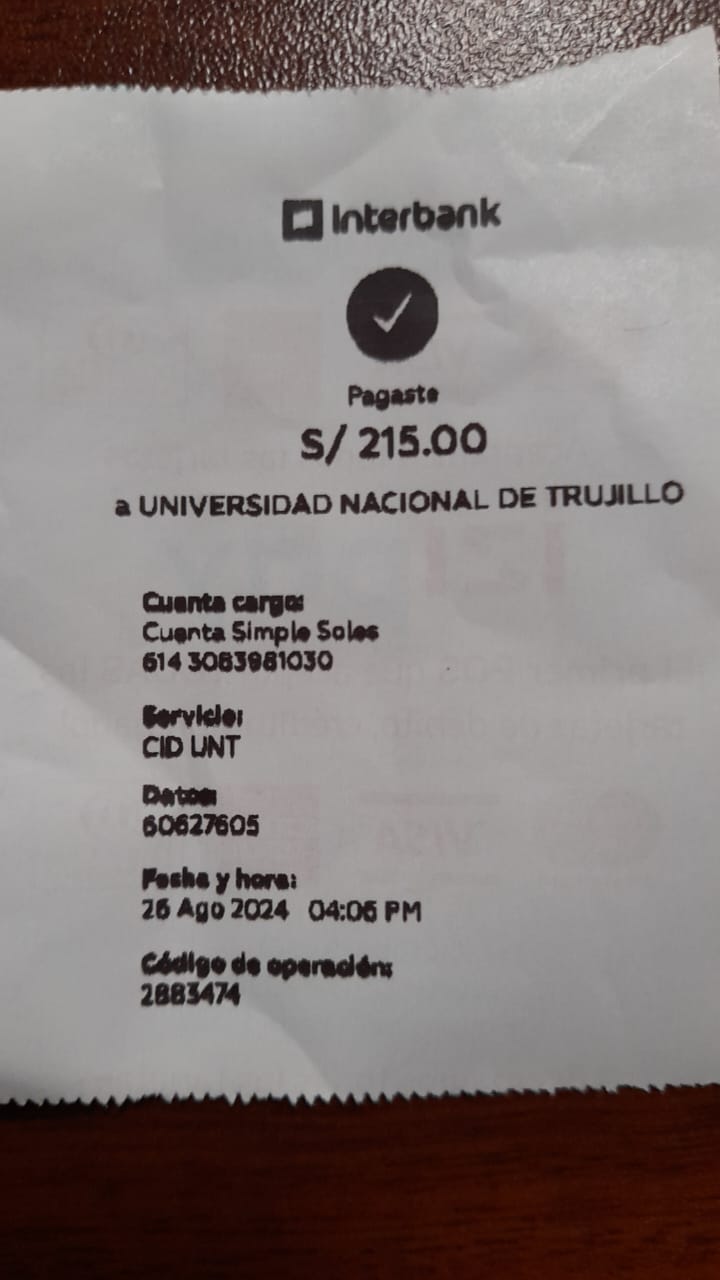 Interbank
Pagaste
S/ 215.00
a UNIVERSIDAD NACIONAL DE TRUJILLO
Cuenta cargo:
Cuenta Simple Soles
614 3083981030
Servicio:
CID UNT
Datos:
60627605
Fecha y hora:
26 Ago 2024 04:06 PM
Código de operación:
2883474